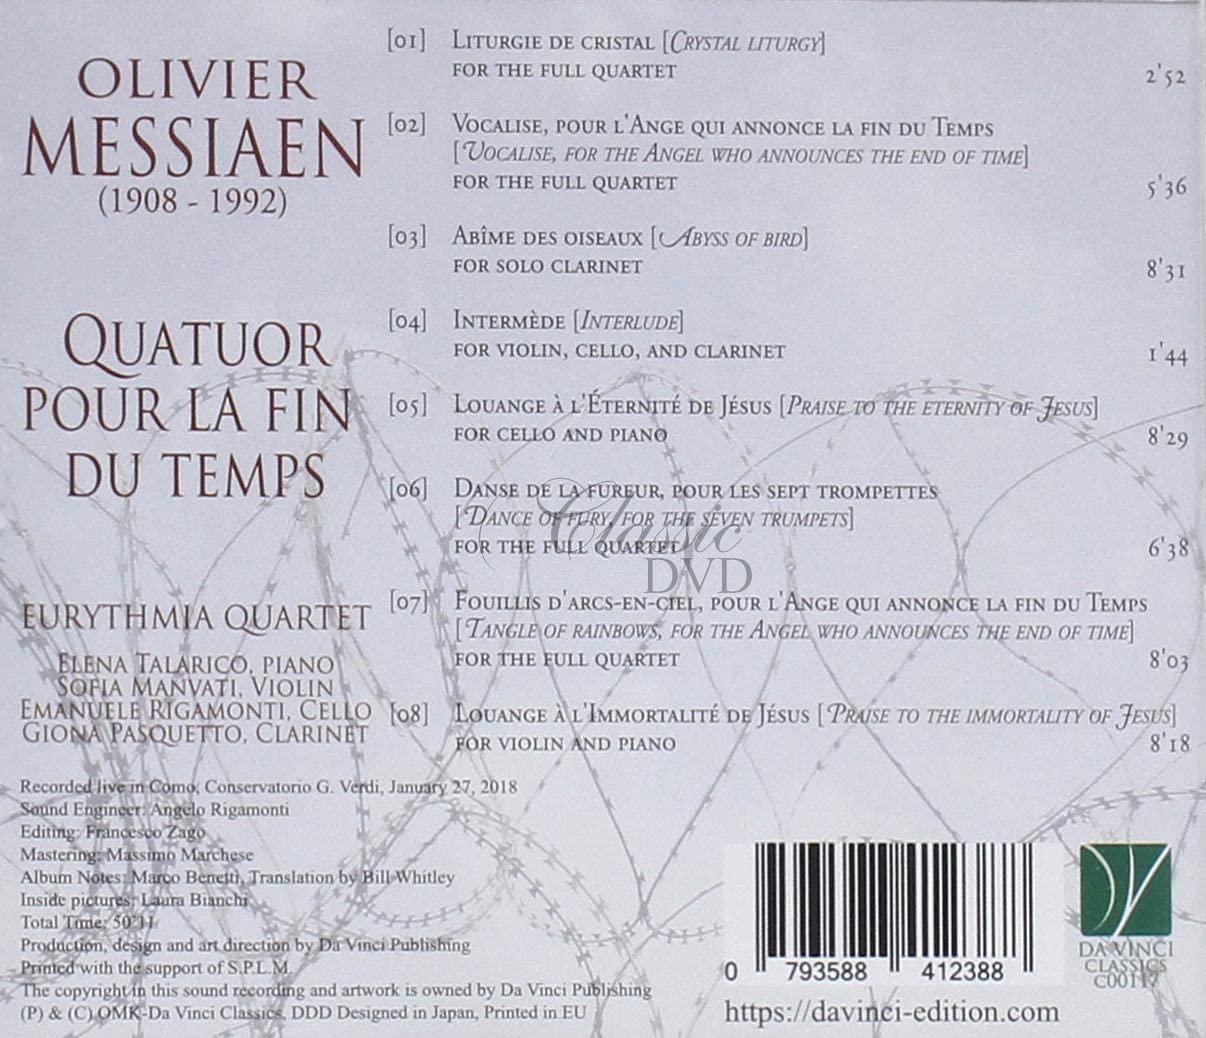 OLIVIER
MESSIAEN
(1908 - 1992)
QUATUOR
POUR LA FIN
DU TEMPS
EURYTHMIA QUARTET
ELENA TALARICO, PIANO
SOFIA MANVATI, VIOLIN
EMANUELE RIGAMONTI, CELLO
GIONA PASQUETTO, CLARINET
[01] LITURGIE DE CRISTAL [CRYSTAL LITURGY]
FOR THE FULL QUARTET 2'52
[02] VOCALISE, POUR L'ANGE QUI ANNONCE LA FIN DU TEMPS
[VOCALISE, FOR THE ANGEL WHO ANNOUNCES THE END OF TIME]
FOR THE FULL QUARTET 5'36
[03] ABÎME DES OISEAUX [ABYSS OF BIRD]
FOR SOLO CLARINET 8'31
[04] INTERMÈDE [INTERLUDE]
FOR VIOLIN, CELLO, AND CLARINET 1'44
[05] LOUANGE À L'ÉTERNITÉ DE JÉSUS [PRAISE TO THE ETERNITY OF JESUS]
FOR CELLO AND PIANO 8'29
[06] DANSE DE LA FUREUR, POUR LES SEPT TROMPETTES
[DANCE OF FURY, FOR THE SEVEN TRUMPETS]
FOR THE FULL QUARTET 6'38
[07] FOUILLIS D'ARCS-EN-CIEL, POUR L'ANGE QUI ANNONCE LA FIN DU TEMPS
[TANGLE OF RAINBOWS, FOR THE ANGEL WHO ANNOUNCES THE END OF TIME]
FOR THE FULL QUARTET 8'03
[08] LOUANGE À L'IMMORTALITÉ DE JÉSUS [PRAISE TO THE IMMORTALITY OF JESUS]
FOR VIOLIN AND PIANO 8'18
Classic
DVD
Recorded live in Como, Conservatorio G. Verdi, January 27, 2018
Sound Engineer: Angelo Rigamonti
Editing: Francesco Zago
Mastering: Massimo Marchese
Album Notes: Marco Benetti, Translation by Bill Whitley
Inside pictures: Laura Bianchi
Total Time: 50'11
Production, design and art direction by Da Vinci Publishing
Printed with the support of S.P.L.M.
The copyright in this sound recording and artwork is owned by Da Vinci Publishing
(P) & (C) OMK-Da Vinci Classics, DDD Designed in Japan, Printed in EU
0 793588 412388
https://davinci-edition.com
DA VINCI
CLASSICS
C00117